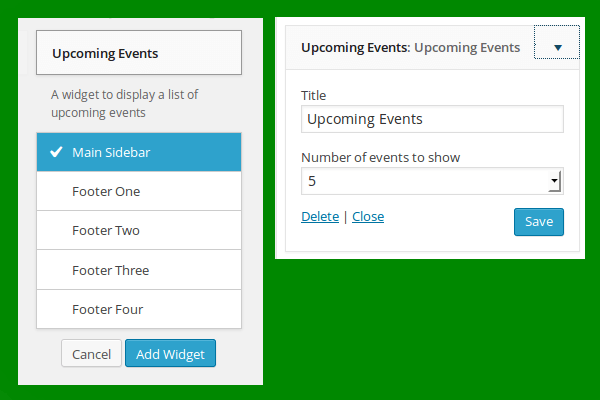 Upcoming Events
A widget to display a list of
upcoming events
Main Sidebar
Footer One
Footer Two
Footer Three
Footer Four
Cancel Add Widget
Upcoming Events: Upcoming Events
Title
Upcoming Events
Number of events to show
5
Delete | Close Save